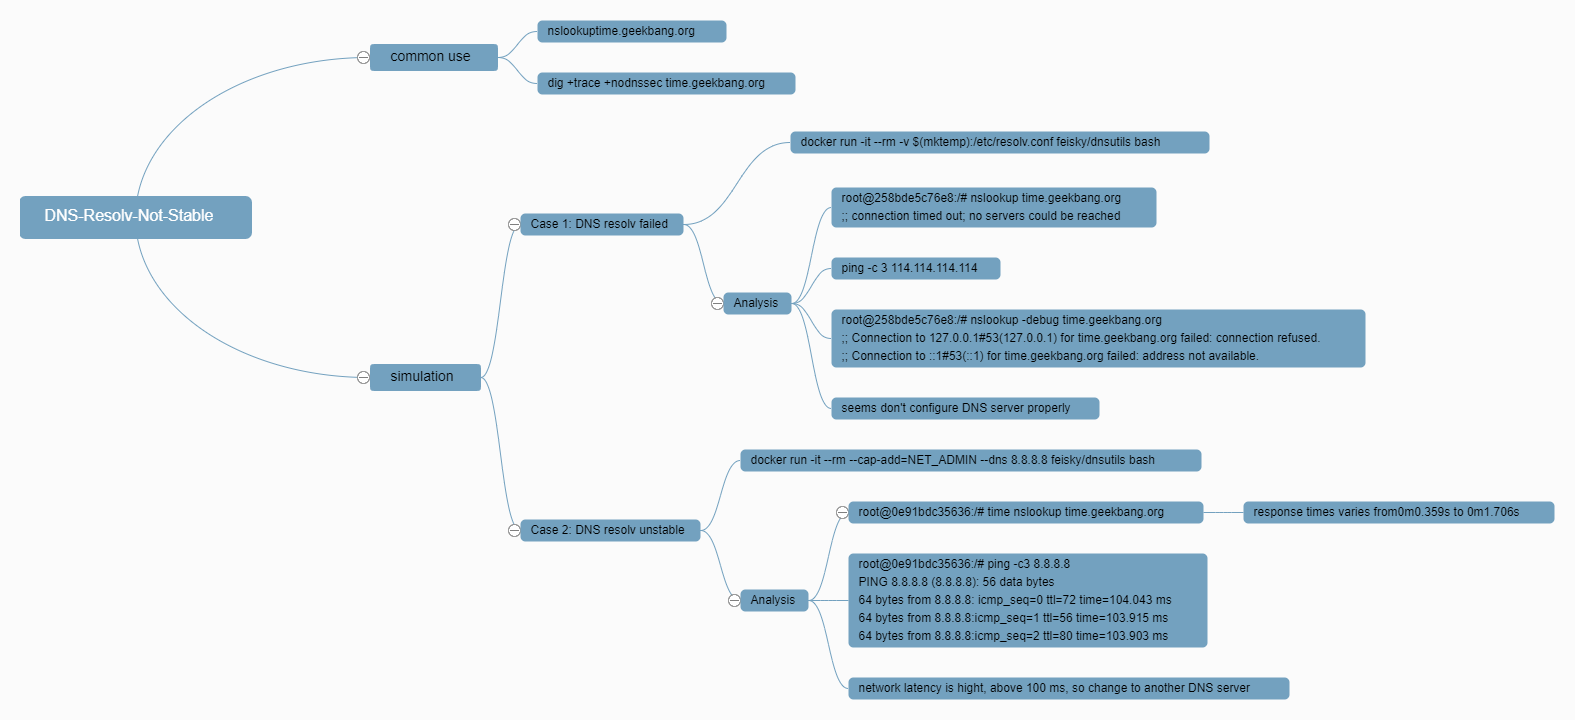 DNS-Resolv-Not-Stable
common use
nslookuptime.geekbang.org
dig +trace +nodnssec time.geekbang.org
simulation
Case 1: DNS resolv failed
docker run -it --rm -v $(mktemp):/etc/resolv.conf feisky/dnsutils bash
Analysis
root@258bde5c76e8:/# nslookup time.geekbang.org
;; connection timed out; no servers could be reached
ping -c 3 114.114.114.114
root@258bde5c76e8:/# nslookup -debug time.geekbang.org
;; Connection to 127.0.0.1#53(127.0.0.1) for time.geekbang.org failed: connection refused.
;; Connection to ::1#53(::1) for time.geekbang.org failed: address not available.
seems don't configure DNS server properly
Case 2: DNS resolv unstable
docker run -it --rm --cap-add=NET_ADMIN --dns 8.8.8.8 feisky/dnsutils bash
Analysis
root@0e91bdc35636:/# time nslookup time.geekbang.org
response times varies from0m0.359s to 0m1.706s
root@0e91bdc35636:/# ping -c3 8.8.8.8
PING 8.8.8.8 (8.8.8.8): 56 data bytes
64 bytes from 8.8.8.8: icmp_seq=0 ttl=72 time=104.043 ms
64 bytes from 8.8.8.8:icmp_seq=1 ttl=56 time=103.915 ms
64 bytes from 8.8.8.8:icmp_seq=2 ttl=80 time=103.903 ms
network latency is hight, above 100 ms, so change to another DNS server